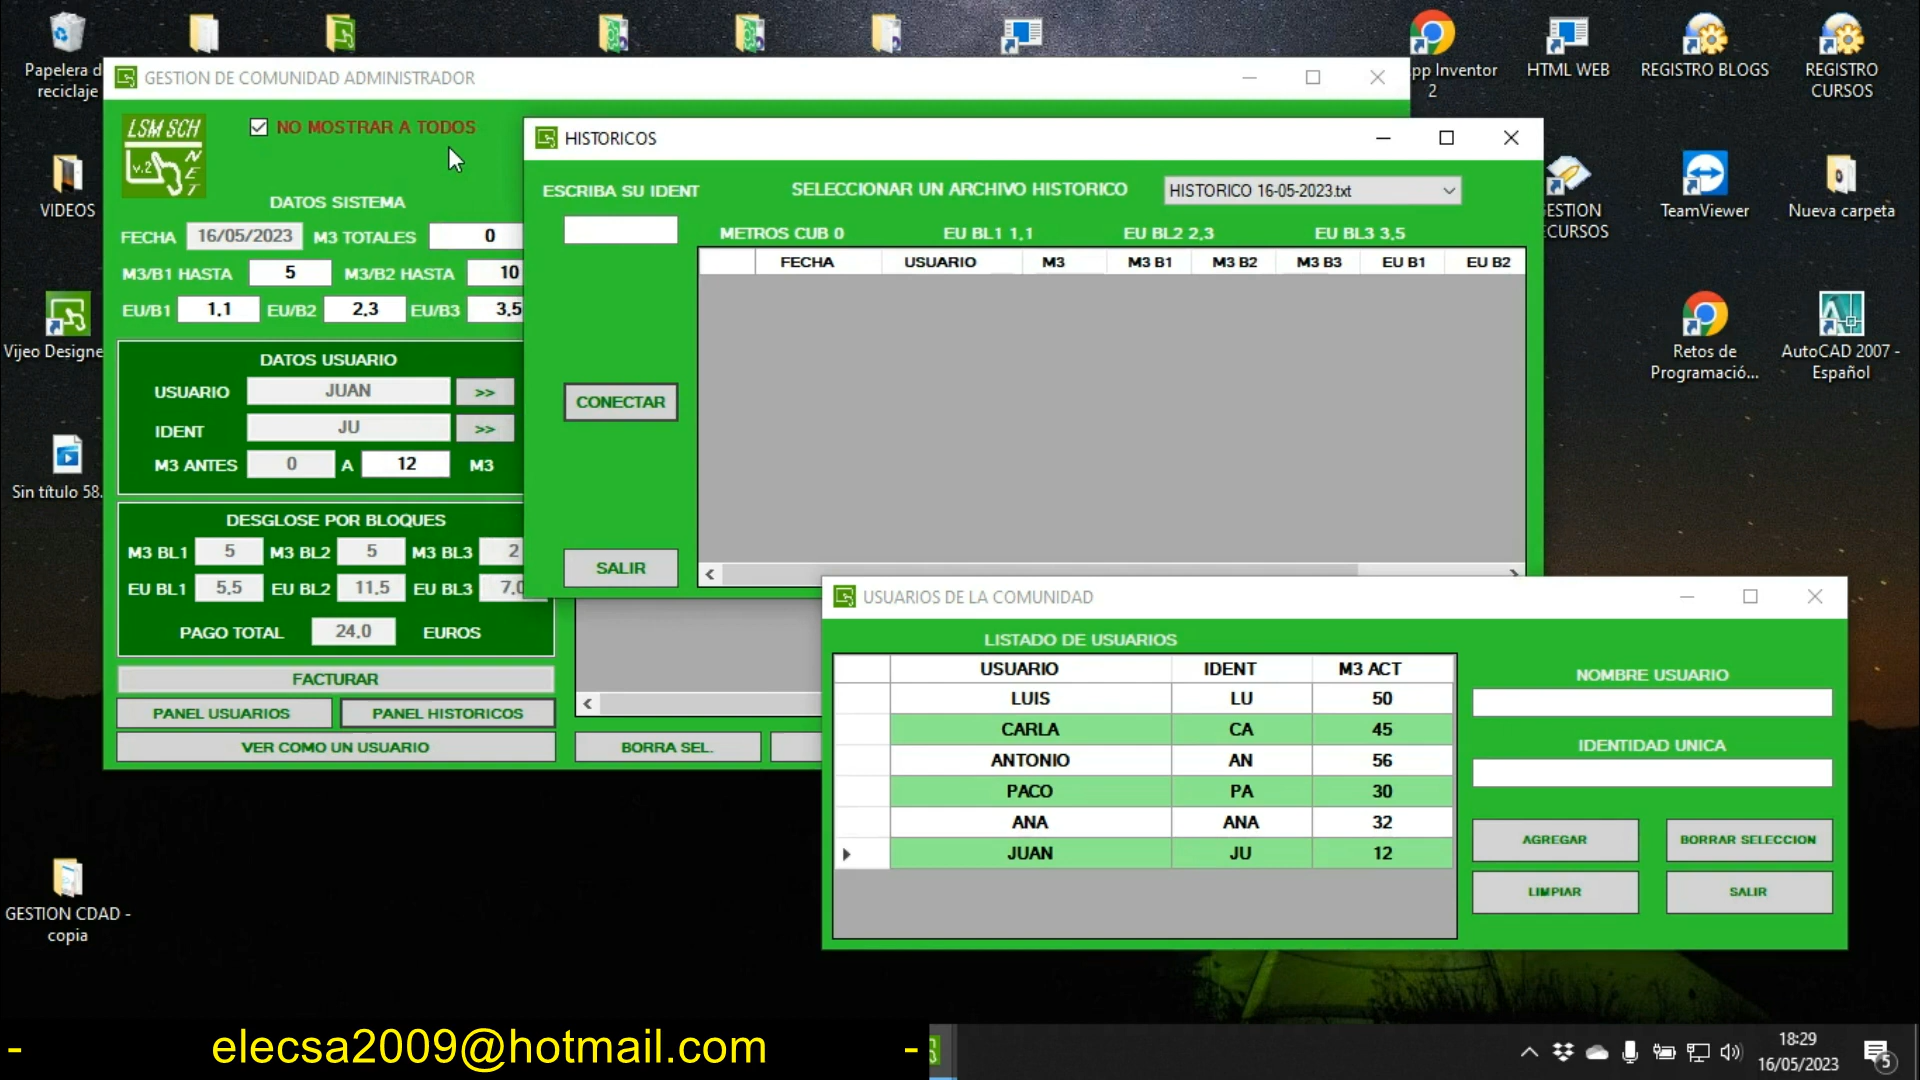 Papelera d
reciclaje
VIDEOS
Vijeo Designe
Sin título 58.
GESTION CDAD -
copia
pp Inventor
2
HTML WEB
REGISTRO BLOGS
REGISTRO
CURSOS
ESTION
CURSOS
TeamViewer
Nueva carpeta
Retos de
Programació...
AutoCAD 2007 -
Español
GESTION DE COMUNIDAD ADMINISTRADOR
LSM SCH
v.2
NET
NO MOSTRAR A TODOS
DATOS SISTEMA
FECHA 16/05/2023 M3 TOTALES 0
M3/B1 HASTA 5 M3/B2 HASTA 10
EU/B1 1,1 EU/B2 2,3 EU/B3 3,5
DATOS USUARIO
USUARIO JUAN >>
IDENT JU >>
M3 ANTES 0 A 12 M3
DESGLOSE POR BLOQUES
M3 BL1 5 M3 BL2 5 M3 BL3 2
EU BL1 5,5 EU BL2 11,5 EU BL3 7,0
PAGO TOTAL 24,0 EUROS
FACTURAR
PANEL USUARIOS PANEL HISTORICOS
VER COMO UN USUARIO BORRA SEL.
HISTORICOS
ESCRIBA SU IDENT SELECCIONAR UN ARCHIVO HISTORICO HISTORICO 16-05-2023.txt
METROS CUB 0 EU BL1 1,1 EU BL2 2,3 EU BL3 3,5
FECHA USUARIO M3 M3 B1 M3 B2 M3 B3 EU B1 EU B2
CONECTAR
SALIR
USUARIOS DE LA COMUNIDAD
LISTADO DE USUARIOS
USUARIO IDENT M3 ACT
LUIS LU 50
CARLA CA 45
ANTONIO AN 56
PACO PA 30
ANA ANA 32
JUAN JU 12
NOMBRE USUARIO
IDENTIDAD UNICA
AGREGAR BORRAR SELECCION
LIMPIAR SALIR
- elecsa2009@hotmail.com -
18:29
16/05/2023
5